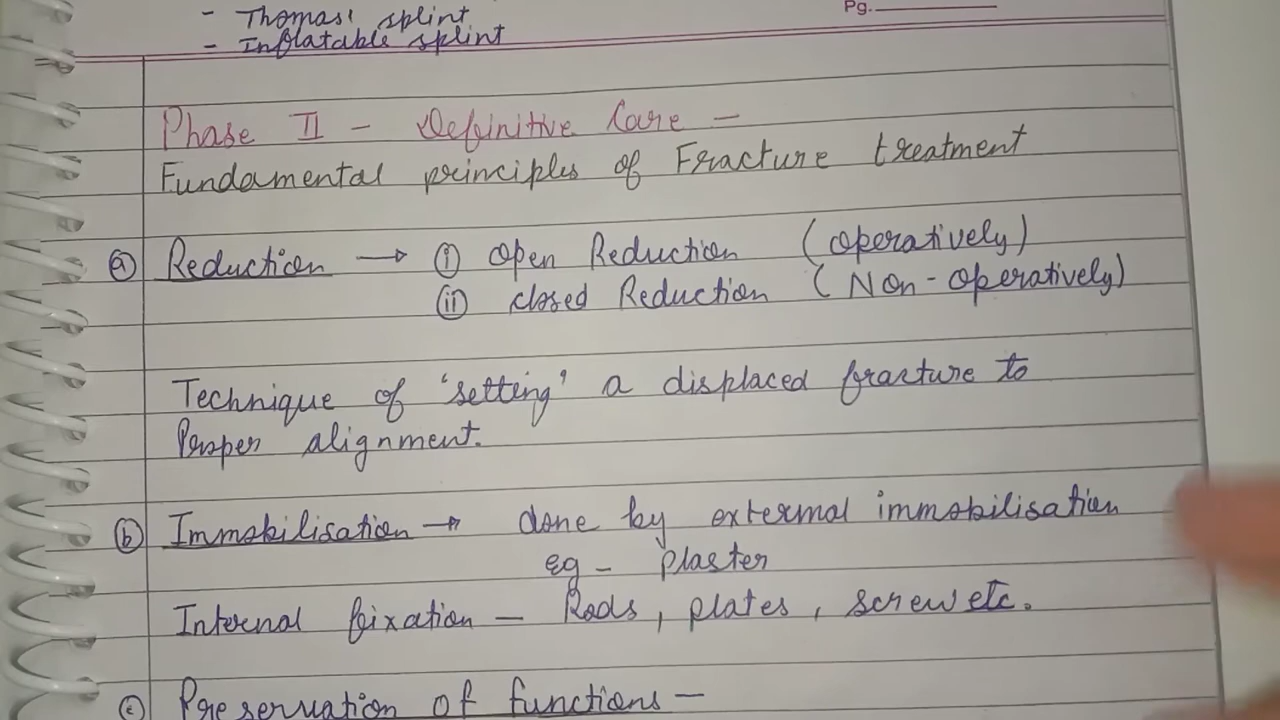 Pg.
- Thomas' splint
- Inflatable splint
Phase II - Definitive Care -
Fundamental principles of Fracture treatment
(a) Reduction → (i) open Reduction (operatively)
(ii) closed Reduction (Non-operatively)
Technique of 'setting' a displaced fracture to
Proper alignment.
(b) Immobilisation → done by external immobilisation
eg - plaster
Internal fixation - Rods, plates, screw etc.
(c) Preservation of functions -